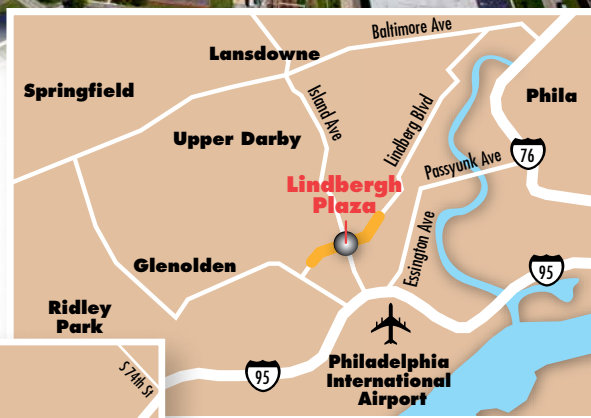 Baltimore Ave
Lansdowne
Springfield
Island Ave
Lindberg Blvd
Phila
Upper Darby
76
Passyunk Ave
Lindbergh
Plaza
Essington Ave
Glenolden
95
Ridley
Park
S 74th St
95
Philadelphia
International
Airport